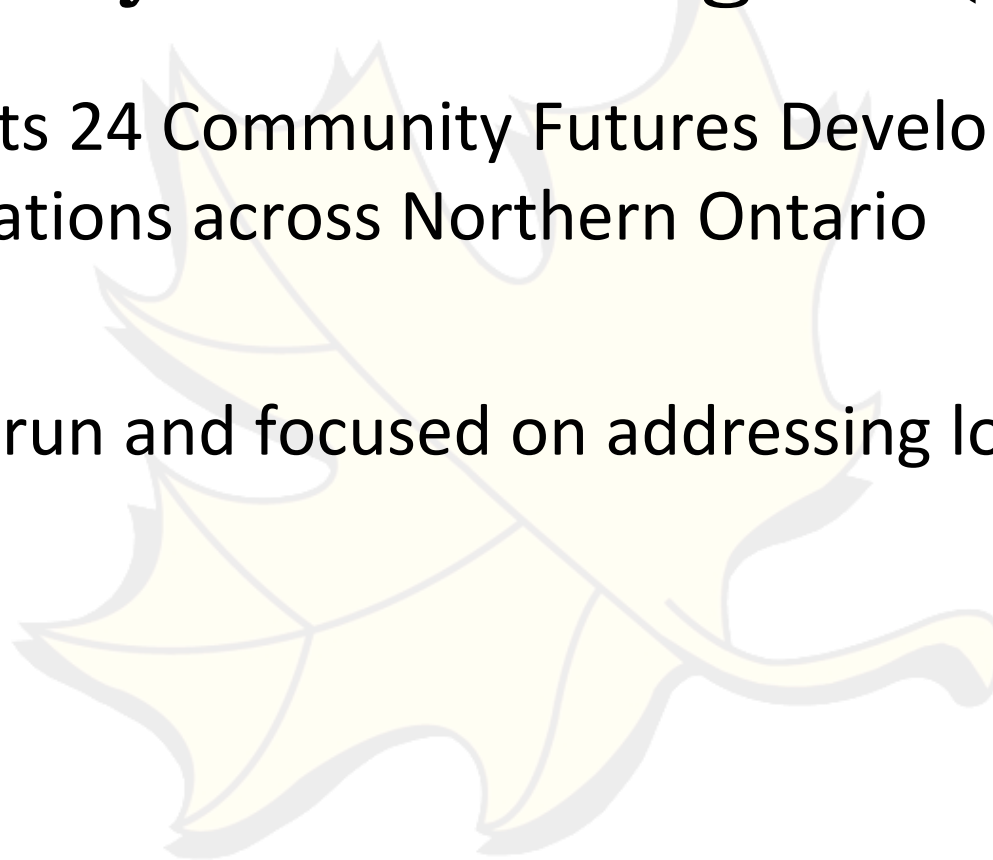 ts 24 Community Futures Develo
ations across Northern Ontario
run and focused on addressing lo